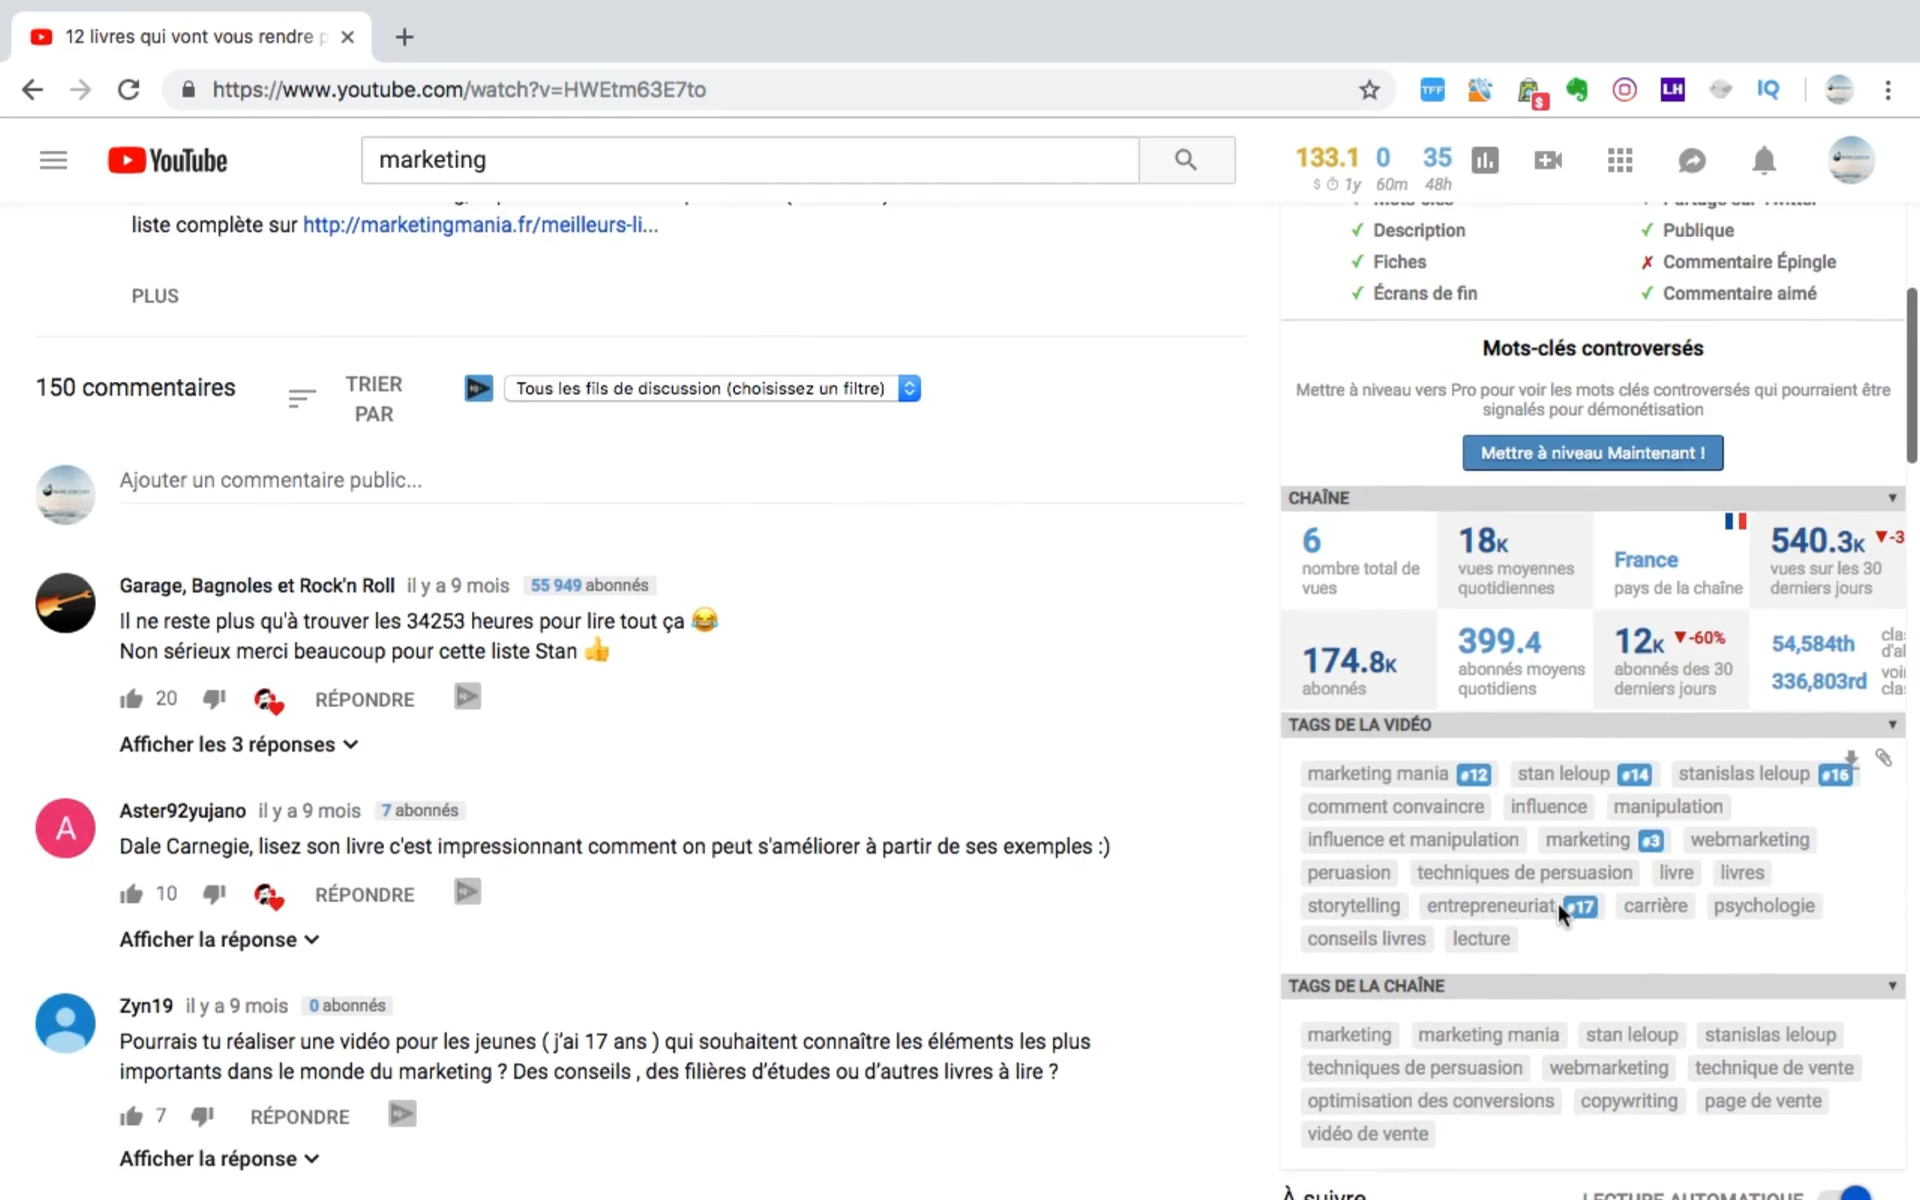 12 livres qui vont vous rendre p
https://www.youtube.com/watch?v=HWEtm63E7to
TFF
$
LH
IQ
YouTube
marketing
133.1 0 35
$ 1y 60m 48h
liste complète sur http://marketingmania.fr/meilleurs-li...
PLUS
150 commentaires
TRIER PAR
Tous les fils de discussion (choisissez un filtre)
Ajouter un commentaire public...
Garage, Bagnoles et Rock'n Roll il y a 9 mois 55 949 abonnés
Il ne reste plus qu'à trouver les 34253 heures pour lire tout ça 😂
Non sérieux merci beaucoup pour cette liste Stan 👍
20 RÉPONDRE
Afficher les 3 réponses
A
Aster92yujano il y a 9 mois 7 abonnés
Dale Carnegie, lisez son livre c'est impressionnant comment on peut s'améliorer à partir de ses exemples :)
10 RÉPONDRE
Afficher la réponse
Zyn19 il y a 9 mois 0 abonnés
Pourrais tu réaliser une vidéo pour les jeunes ( j'ai 17 ans ) qui souhaitent connaître les éléments les plus
importants dans le monde du marketing ? Des conseils , des filières d'études ou d'autres livres à lire ?
7 RÉPONDRE
Afficher la réponse
✓ Description ✓ Publique
✓ Fiches ✗ Commentaire Épingle
✓ Écrans de fin ✓ Commentaire aimé
Mots-clés controversés
Mettre à niveau vers Pro pour voir les mots clés controversés qui pourraient être
signalés pour démonétisation
Mettre à niveau Maintenant !
CHAÎNE
6 nombre total de vues
18K vues moyennes quotidiennes
France pays de la chaîne
540.3K ▼-3 vues sur les 30 derniers jours
174.8K abonnés
399.4 abonnés moyens quotidiens
12K ▼-60% abonnés des 30 derniers jours
54,584th
336,803rd
TAGS DE LA VIDÉO
marketing mania #12 stan leloup #14 stanislas leloup #16
comment convaincre influence manipulation
influence et manipulation marketing #3 webmarketing
peruasion techniques de persuasion livre livres
storytelling entrepreneuriat #17 carrière psychologie
conseils livres lecture
TAGS DE LA CHAÎNE
marketing marketing mania stan leloup stanislas leloup
techniques de persuasion webmarketing technique de vente
optimisation des conversions copywriting page de vente
vidéo de vente
À suivre LECTURE AUTOMATIQUE